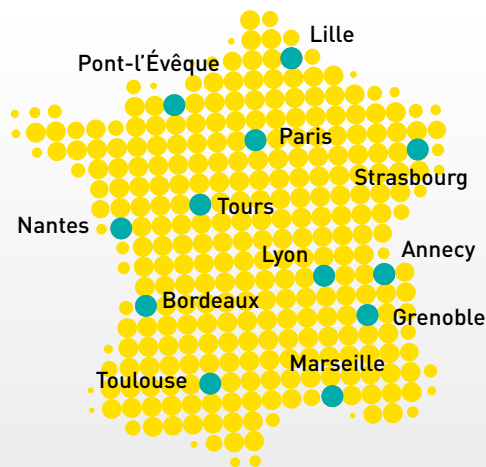 Lille
Pont-l'Évêque
Paris
Strasbourg
Tours
Nantes
Annecy
Lyon
Bordeaux
Grenoble
Marseille
Toulouse